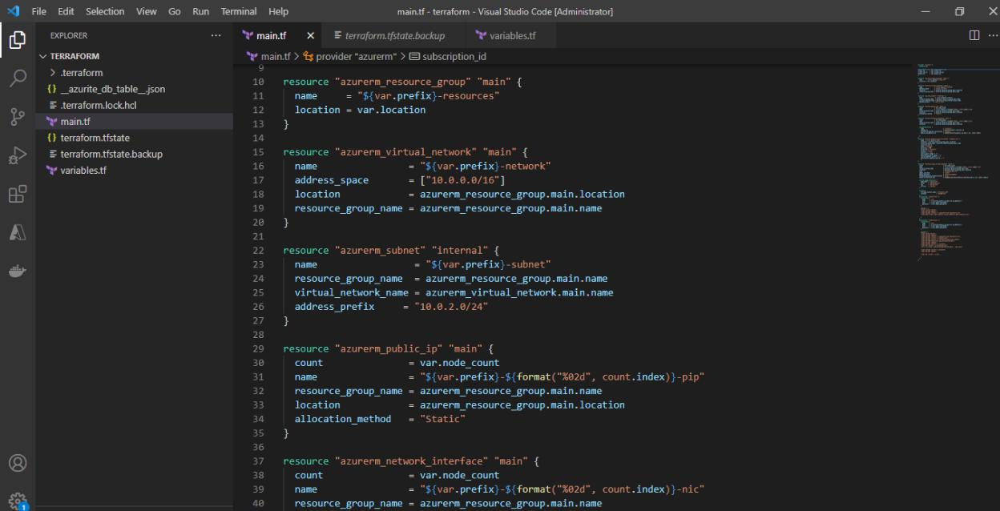 File Edit Selection View Go Run Terminal Help main.tf - terraform - Visual Studio Code [Administrator]
EXPLORER
TERRAFORM
.terraform
{} __azurite_db_table__.json
.terraform.lock.hcl
main.tf
{} terraform.tfstate
terraform.tfstate.backup
variables.tf
1
main.tf terraform.tfstate.backup variables.tf
main.tf > provider "azurerm" > subscription_id
9
10 resource "azurerm_resource_group" "main" {
11   name     = "${var.prefix}-resources"
12   location = var.location
13 }
14
15 resource "azurerm_virtual_network" "main" {
16   name                = "${var.prefix}-network"
17   address_space       = ["10.0.0.0/16"]
18   location            = azurerm_resource_group.main.location
19   resource_group_name = azurerm_resource_group.main.name
20 }
21
22 resource "azurerm_subnet" "internal" {
23   name                 = "${var.prefix}-subnet"
24   resource_group_name  = azurerm_resource_group.main.name
25   virtual_network_name = azurerm_virtual_network.main.name
26   address_prefix     = "10.0.2.0/24"
27 }
28
29 resource "azurerm_public_ip" "main" {
30   count               = var.node_count
31   name                = "${var.prefix}-${format("%02d", count.index)}-pip"
32   resource_group_name = azurerm_resource_group.main.name
33   location            = azurerm_resource_group.main.location
34   allocation_method   = "Static"
35 }
36
37 resource "azurerm_network_interface" "main" {
38   count               = var.node_count
39   name                = "${var.prefix}-${format("%02d", count.index)}-nic"
40   resource_group_name = azurerm_resource_group.main.name